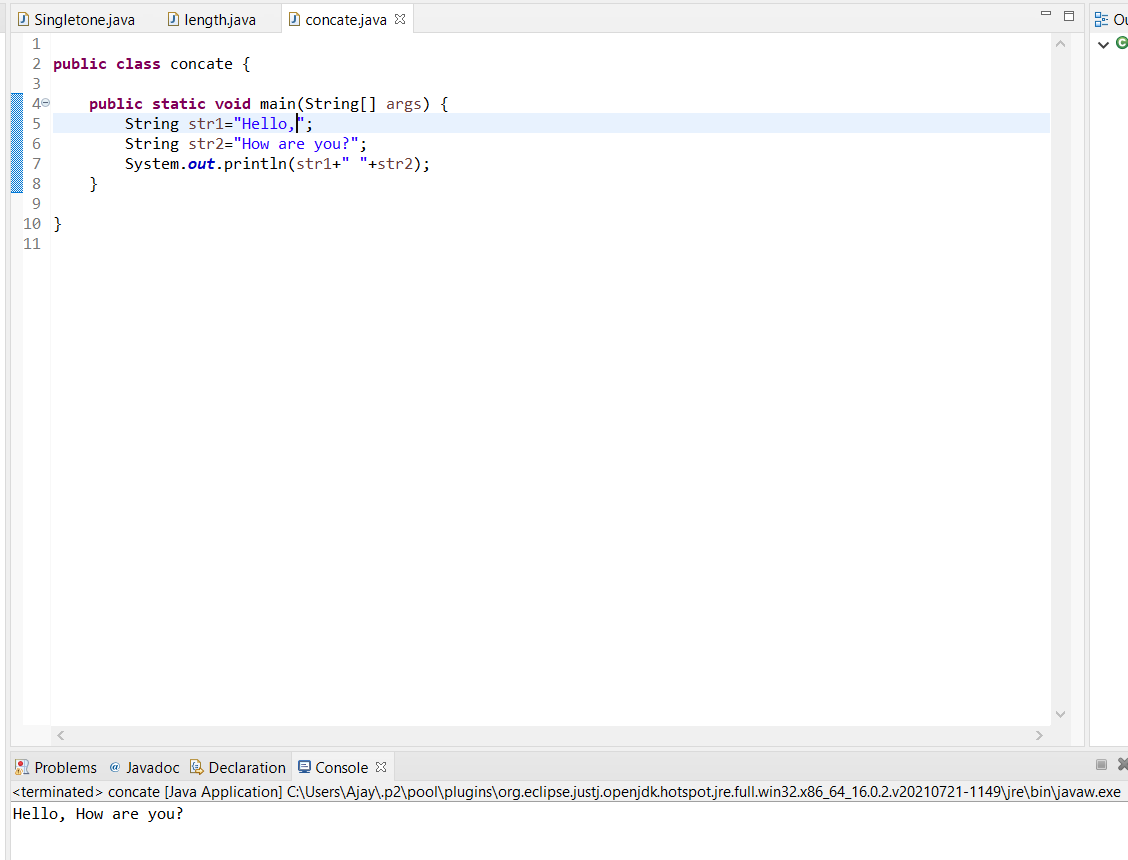 Singletone.java length.java concate.java
1
2 public class concate {
3
4 public static void main(String[] args) {
5 String str1="Hello,";
6 String str2="How are you?";
7 System.out.println(str1+" "+str2);
8 }
9
10 }
11
Problems @ Javadoc Declaration Console
<terminated> concate [Java Application] C:\Users\Ajay\.p2\pool\plugins\org.eclipse.justj.openjdk.hotspot.jre.full.win32.x86_64_16.0.2.v20210721-1149\jre\bin\javaw.exe
Hello, How are you?